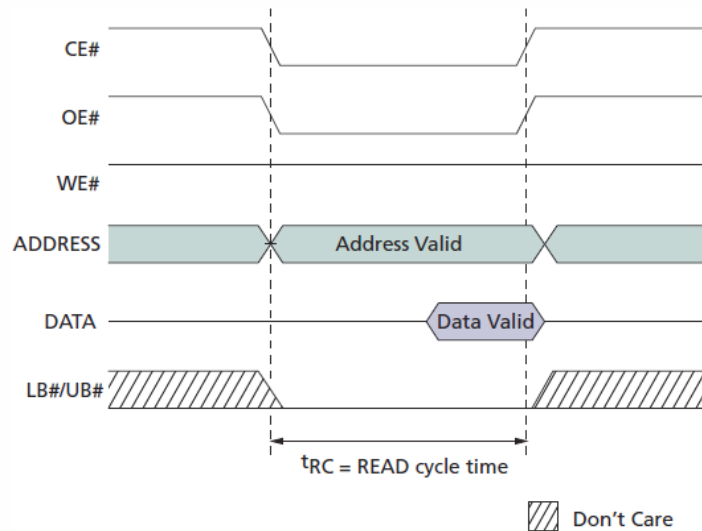 CE#
OE#
WE#
ADDRESS
Address Valid
DATA
Data Valid
LB#/UB#
tRC = READ cycle time
Don't Care